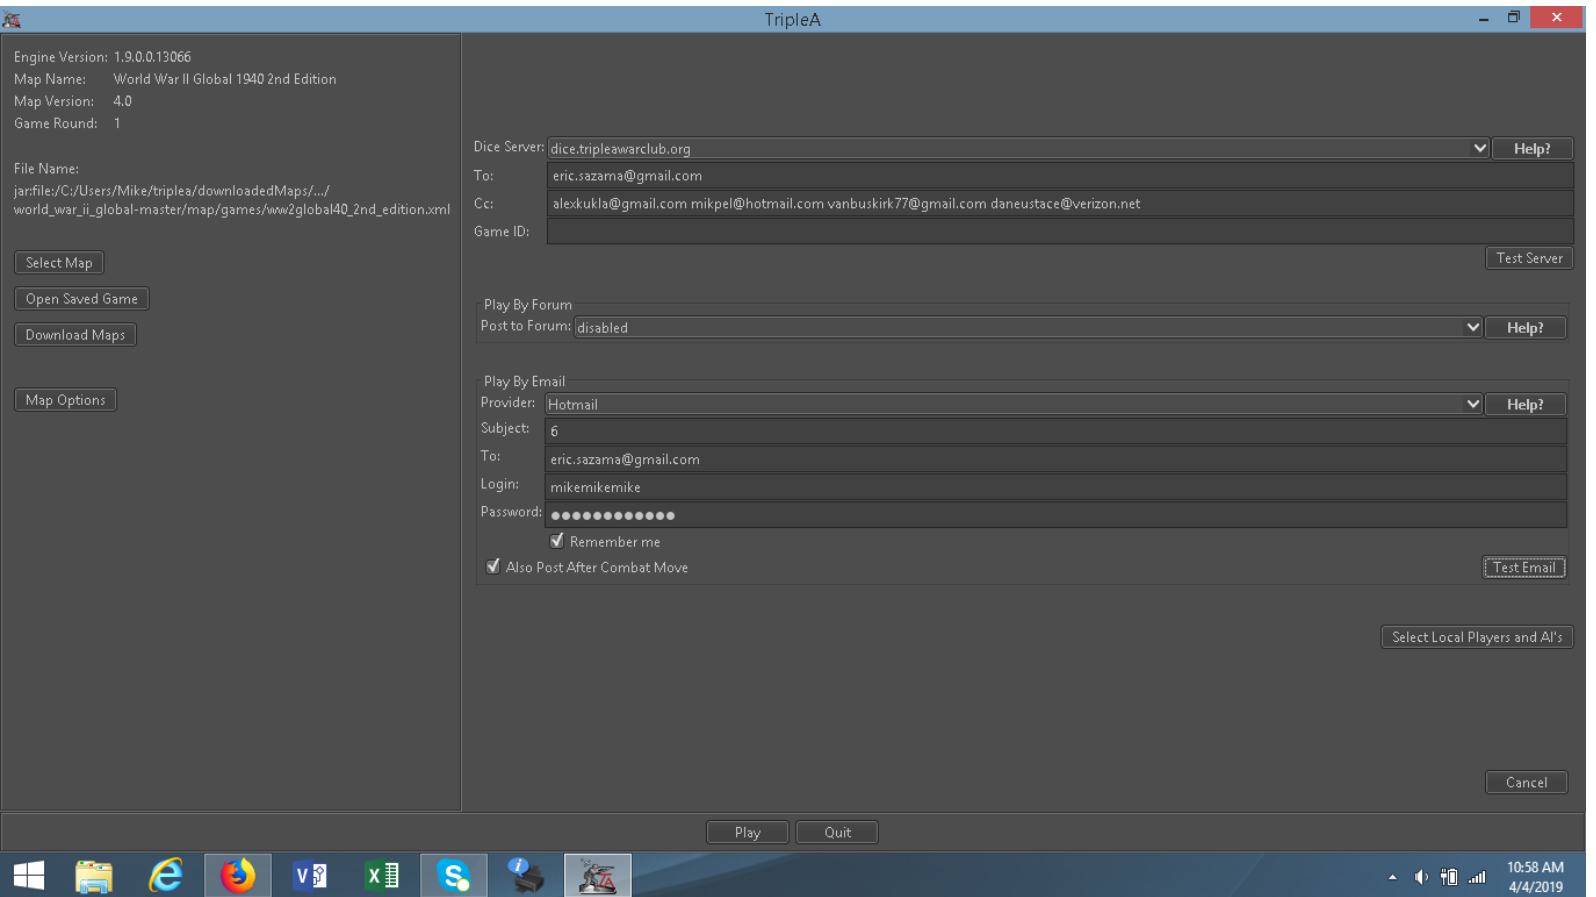 TripleA
Engine Version: 1.9.0.0.13066
Map Name: World War II Global 1940 2nd Edition
Map Version: 4.0
Game Round: 1
File Name:
jar:file:/C:/Users/Mike/triplea/downloadedMaps/.../
world_war_ii_global-master/map/games/ww2global40_2nd_edition.xml
Select Map
Open Saved Game
Download Maps
Map Options
Dice Server: dice.tripleawarclub.org Help?
To: eric.sazama@gmail.com
Cc: alexkukla@gmail.com mikpel@hotmail.com vanbuskirk77@gmail.com daneustace@verizon.net
Game ID:
Test Server
Play By Forum
Post to Forum: disabled Help?
Play By Email
Provider: Hotmail Help?
Subject: 6
To: eric.sazama@gmail.com
Login: mikemikemike
Password: ●●●●●●●●●●●●
Remember me
Also Post After Combat Move Test Email
Select Local Players and AI's
Cancel
Play Quit
10:58 AM
4/4/2019